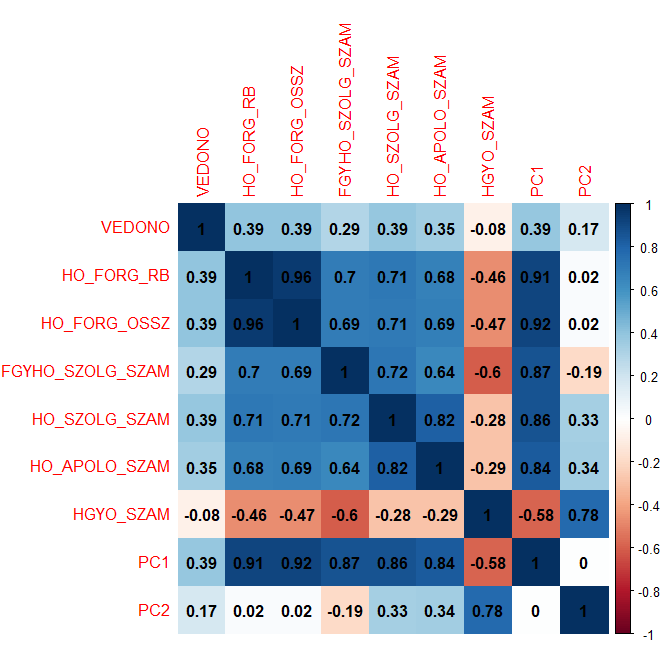 VEDONO
HO_FORG_RB
HO_FORG_OSSZ
FGYHO_SZOLG_SZAM
HO_SZOLG_SZAM
HO_APOLO_SZAM
HGYO_SZAM
PC1
PC2
VEDONO 1 0.39 0.39 0.29 0.39 0.35 -0.08 0.39 0.17
HO_FORG_RB 0.39 1 0.96 0.7 0.71 0.68 -0.46 0.91 0.02
HO_FORG_OSSZ 0.39 0.96 1 0.69 0.71 0.69 -0.47 0.92 0.02
FGYHO_SZOLG_SZAM 0.29 0.7 0.69 1 0.72 0.64 -0.6 0.87 -0.19
HO_SZOLG_SZAM 0.39 0.71 0.71 0.72 1 0.82 -0.28 0.86 0.33
HO_APOLO_SZAM 0.35 0.68 0.69 0.64 0.82 1 -0.29 0.84 0.34
HGYO_SZAM -0.08 -0.46 -0.47 -0.6 -0.28 -0.29 1 -0.58 0.78
PC1 0.39 0.91 0.92 0.87 0.86 0.84 -0.58 1 0
PC2 0.17 0.02 0.02 -0.19 0.33 0.34 0.78 0 1
1
0.8
0.6
0.4
0.2
0
-0.2
-0.4
-0.6
-0.8
-1